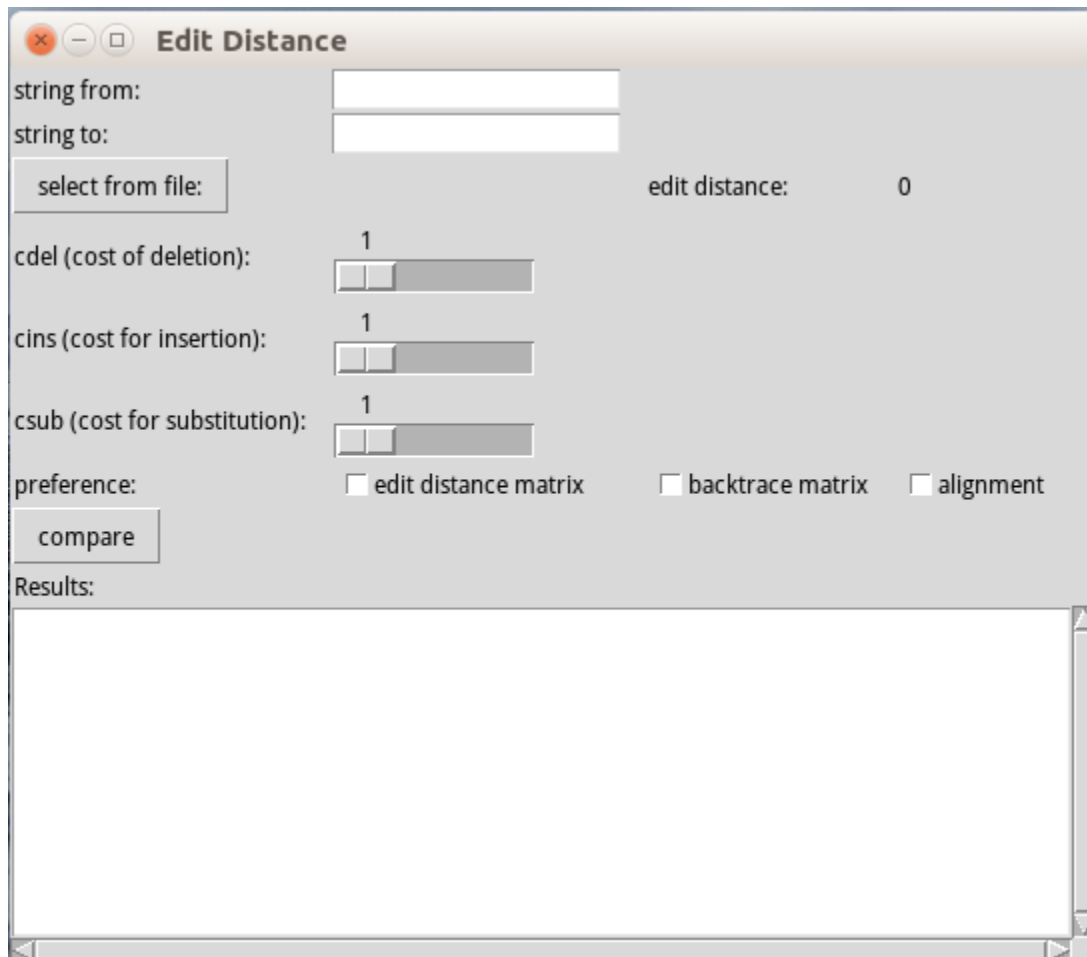 Edit Distance
string from:
string to:
select from file: edit distance: 0
1
cdel (cost of deletion):
1
cins (cost for insertion):
1
csub (cost for substitution):
preference: edit distance matrix backtrace matrix alignment
compare
Results: